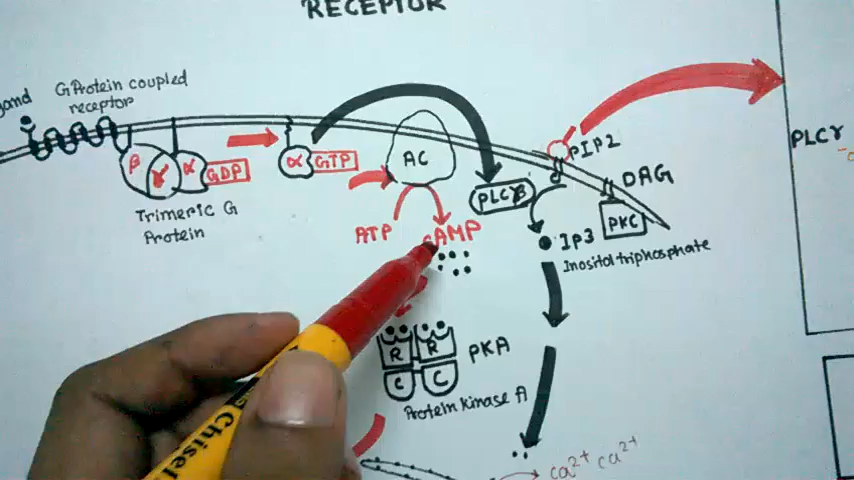 RECEPTOR
G Protein coupled
receptor
β
γ
α
GDP
Trimeric G
Protein
α
GTP
AC
ATP
cAMP
PLCβ
PIP2
DAG
PKC
IP3
Inositol triphosphate
PLCγ
R
R
C
C
PKA
Protein kinase A
Ca2+ Ca2+
Chisel